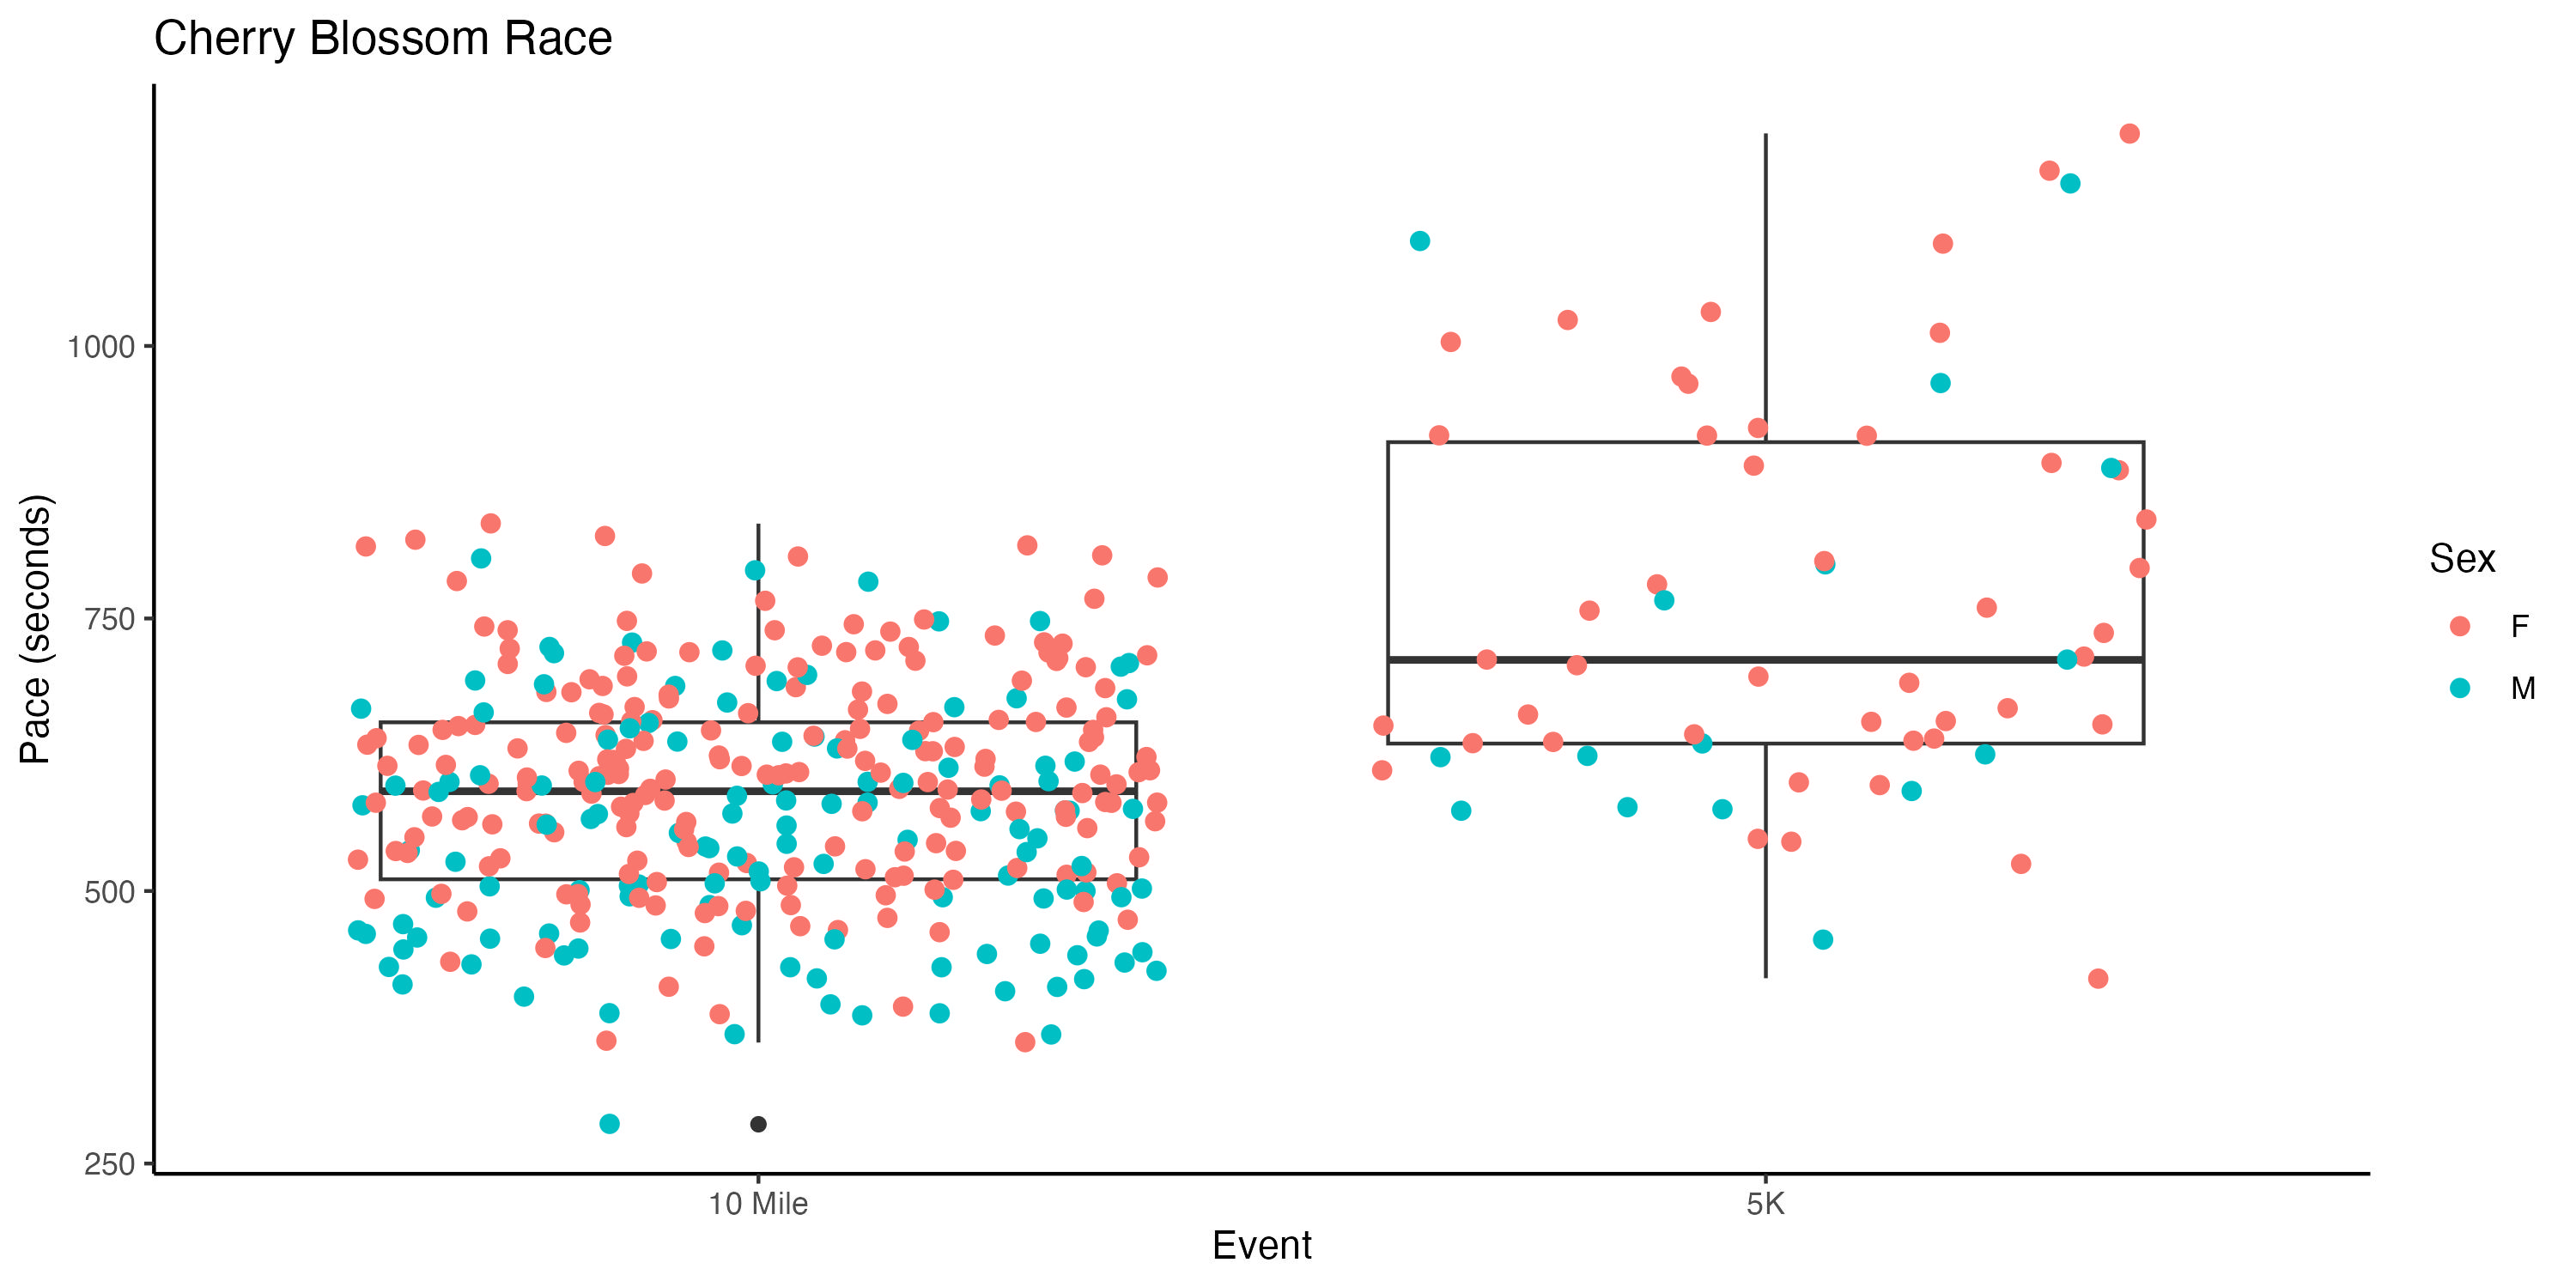 Cherry Blossom Race
Pace (seconds)
1000
750
500
250
10 Mile
5K
Event
Sex
F
M